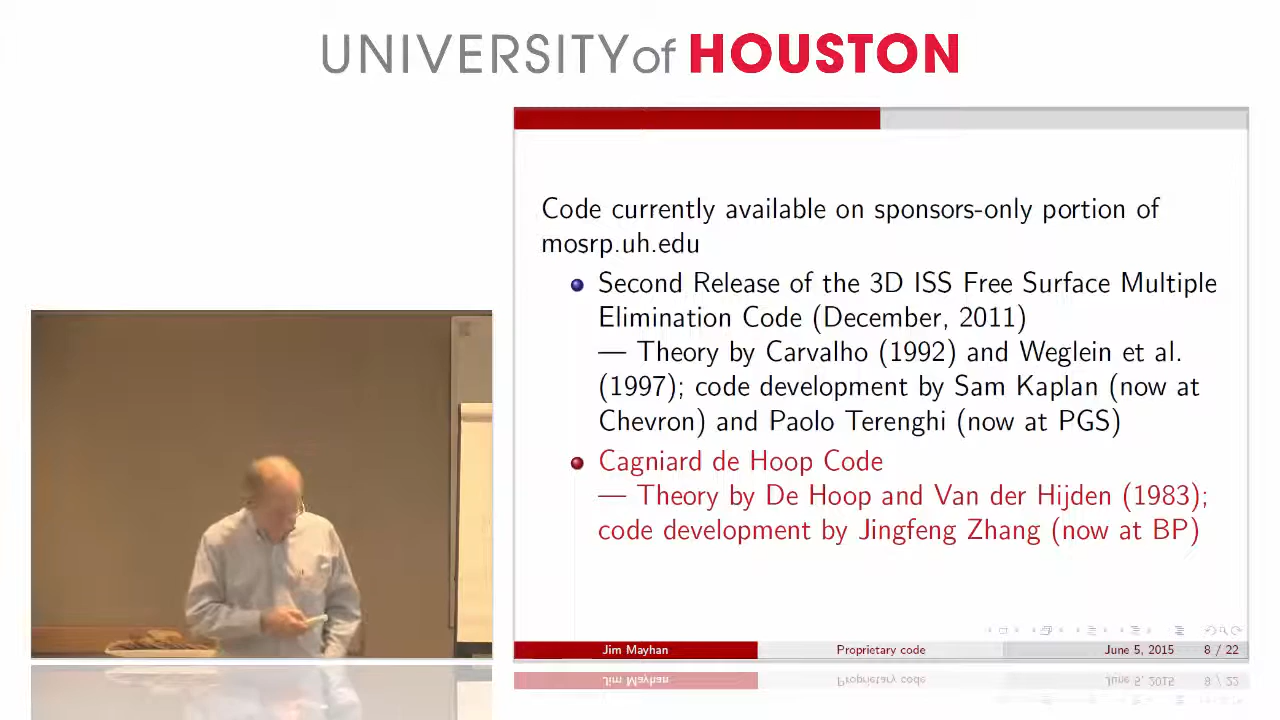 UNIVERSITY of HOUSTON
Code currently available on sponsors-only portion of
mosrp.uh.edu
Second Release of the 3D ISS Free Surface Multiple
Elimination Code (December, 2011)
— Theory by Carvalho (1992) and Weglein et al.
(1997); code development by Sam Kaplan (now at
Chevron) and Paolo Terenghi (now at PGS)
Cagniard de Hoop Code
— Theory by De Hoop and Van der Hijden (1983);
code development by Jingfeng Zhang (now at BP)
Jim Mayhan Proprietary code June 5, 2015 8 / 22